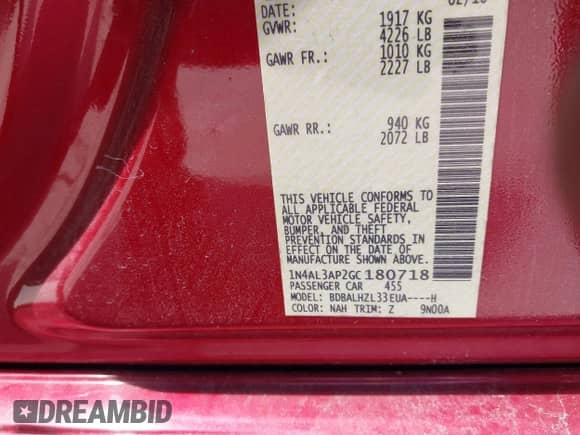 DATE: 02/16
GVWR: 1917 KG
4226 LB
GAWR FR.: 1010 KG
2227 LB
GAWR RR.: 940 KG
2072 LB
THIS VEHICLE CONFORMS TO
ALL APPLICABLE FEDERAL
MOTOR VEHICLE SAFETY,
BUMPER, AND THEFT
PREVENTION STANDARDS IN
EFFECT ON THE DATE OF
MANUFACTURE SHOWN ABOVE.
1N4AL3AP2GC180718
PASSENGER CAR 455
MODEL: BDBALHZL33EUA----H
COLOR: NAH TRIM: Z 9N00A
DREAMBID